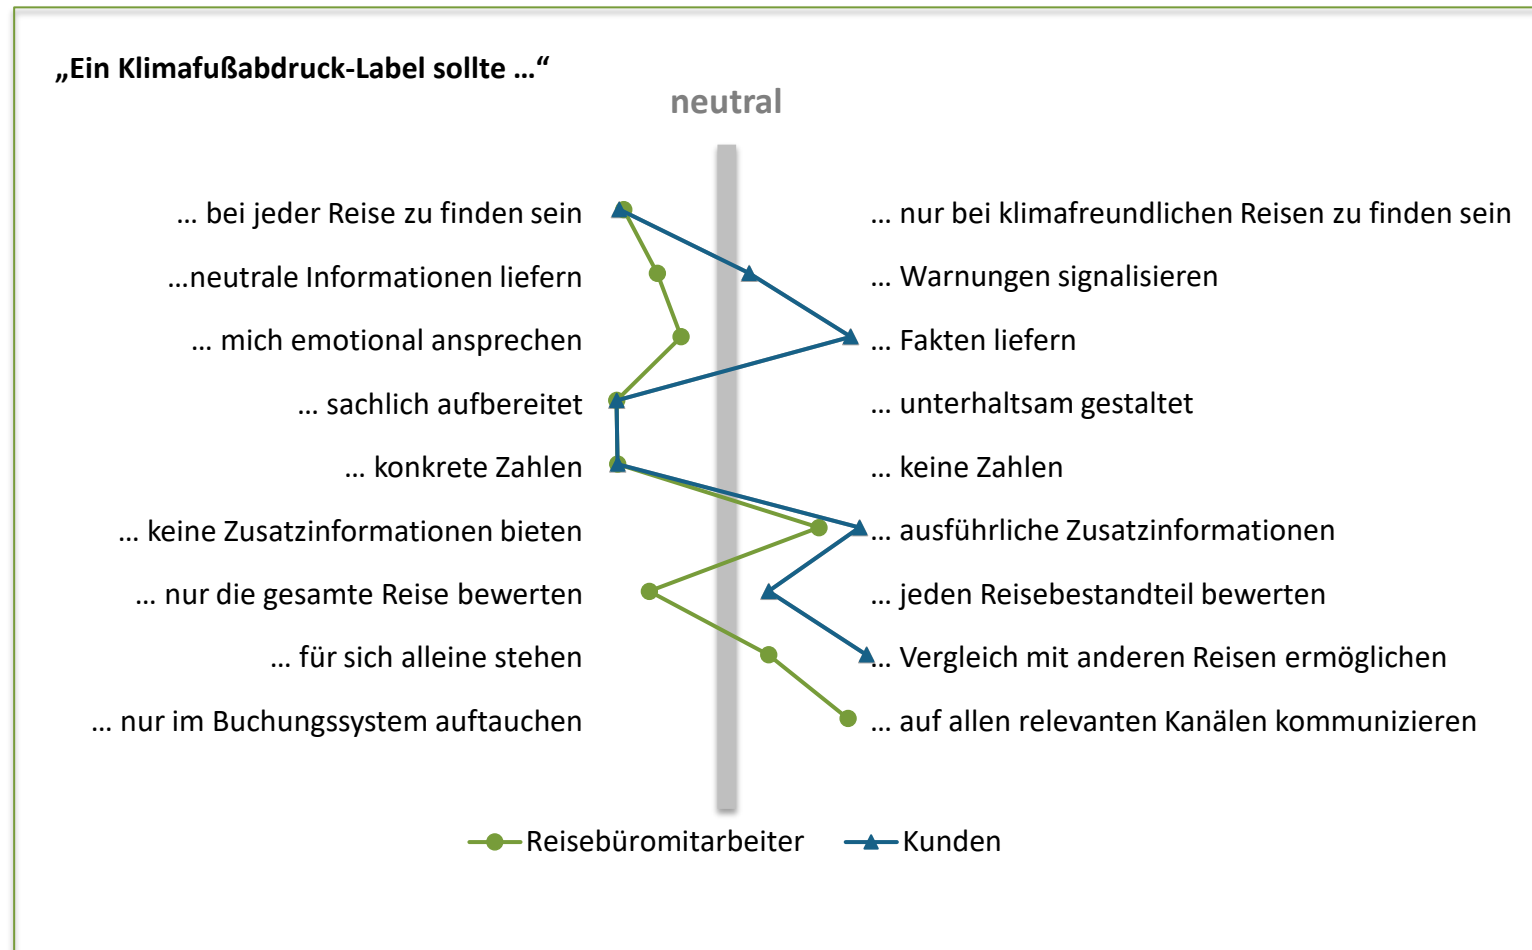 „Ein Klimafußabdruck-Label sollte …“
neutral
… bei jeder Reise zu finden sein … nur bei klimafreundlichen Reisen zu finden sein
…neutrale Informationen liefern … Warnungen signalisieren
… mich emotional ansprechen … Fakten liefern
… sachlich aufbereitet … unterhaltsam gestaltet
… konkrete Zahlen … keine Zahlen
… keine Zusatzinformationen bieten … ausführliche Zusatzinformationen
… nur die gesamte Reise bewerten … jeden Reisebestandteil bewerten
… für sich alleine stehen … Vergleich mit anderen Reisen ermöglichen
… nur im Buchungssystem auftauchen … auf allen relevanten Kanälen kommunizieren
Reisebüromitarbeiter Kunden